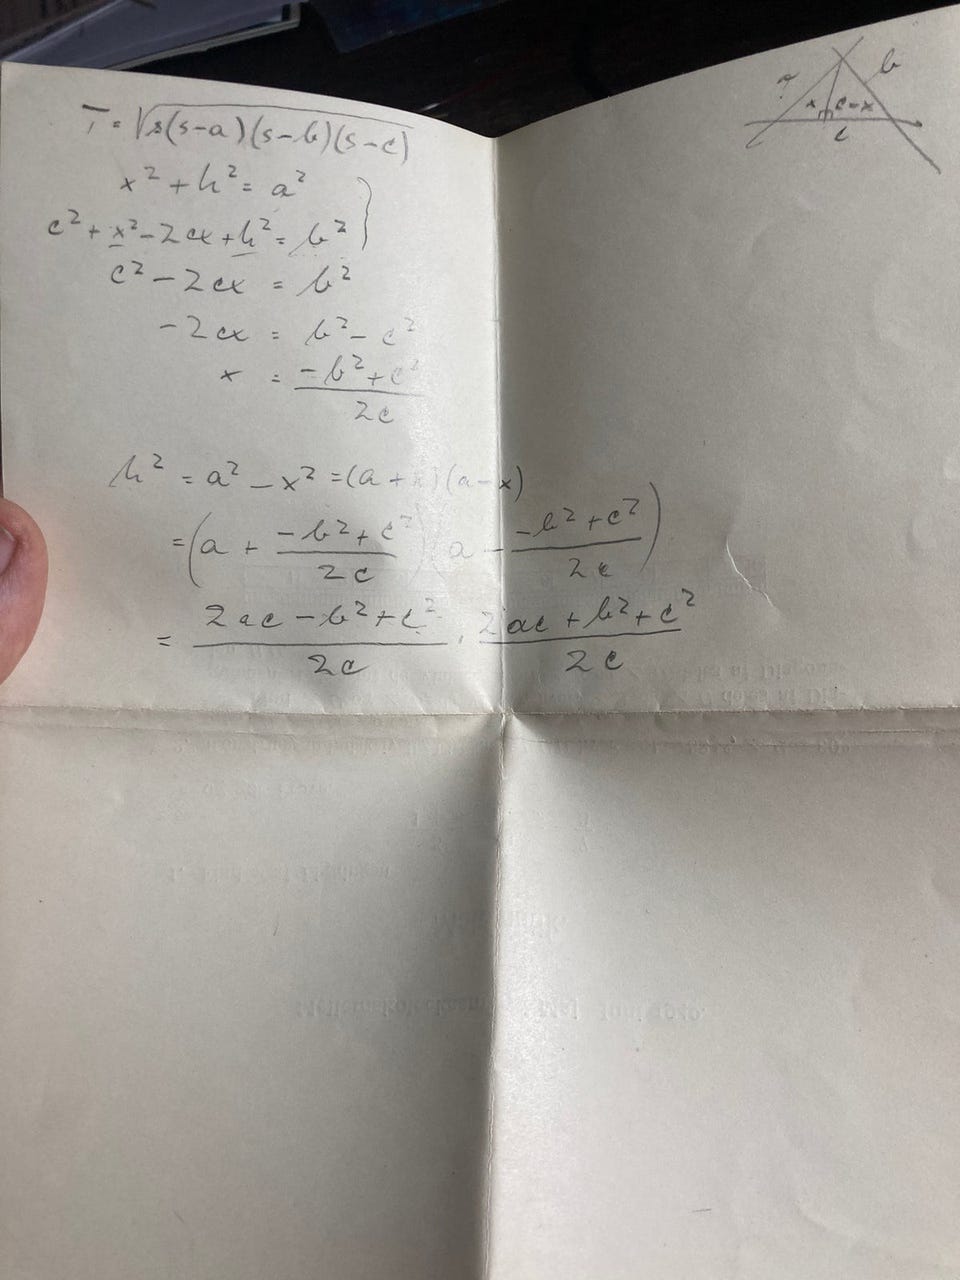 T = √s(s-a)(s-b)(s-c)
x² + h² = a²
c² + x² - 2cx + h² = b²
c² - 2cx = b²
-2cx = b² - c²
x = (-b² + c²)/2c
h² = a² - x² = (a + x)(a - x)
= (a + (-b² + c²)/2c)(a - (-b² + c²)/2c)
= (2ac - b² + c²)/2c · (2ac + b² + c²)/2c
b
x c-x
c